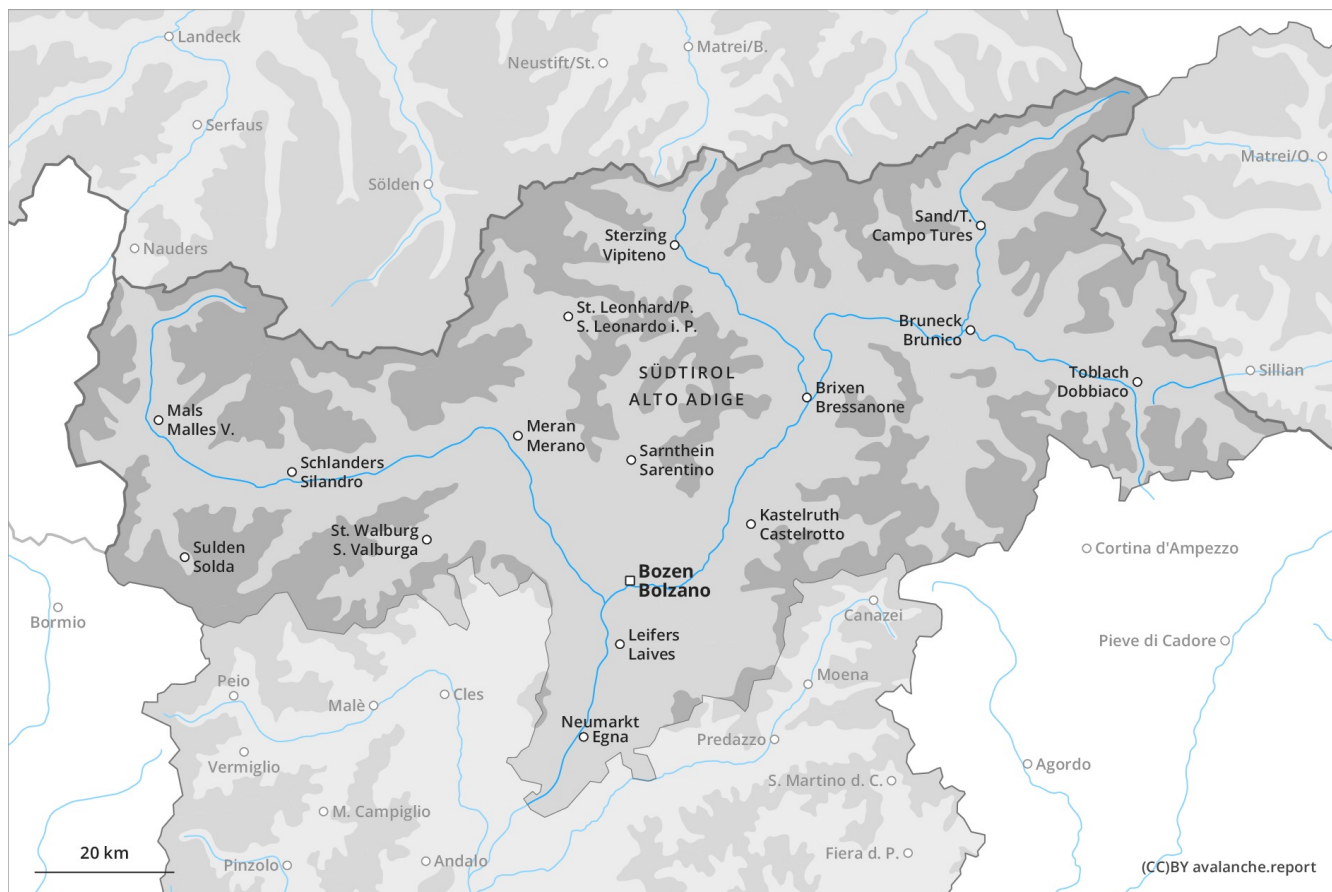 Landeck
Matrei/B.
Neustift/St.
Serfaus
Matrei/O.
Sölden
Sand/T.
Campo Tures
Sterzing
Vipiteno
Nauders
St. Leonhard/P.
S. Leonardo i. P.
Bruneck
Brunico
SÜDTIROL
ALTO ADIGE
Toblach
Dobbiaco
Sillian
Brixen
Bressanone
Mals
Malles V.
Meran
Merano
Sarnthein
Sarentino
Schlanders
Silandro
Kastelruth
Castelrotto
St. Walburg
S. Valburga
Sulden
Solda
Cortina d'Ampezzo
Bozen
Bolzano
Bormio
Canazei
Leifers
Laives
Pieve di Cadore
Peio
Moena
Malè
Cles
Neumarkt
Egna
Predazzo
Vermiglio
Agordo
S. Martino d. C.
M. Campiglio
20 km
Pinzolo
Andalo
Fiera d. P.
(CC)BY avalanche.report